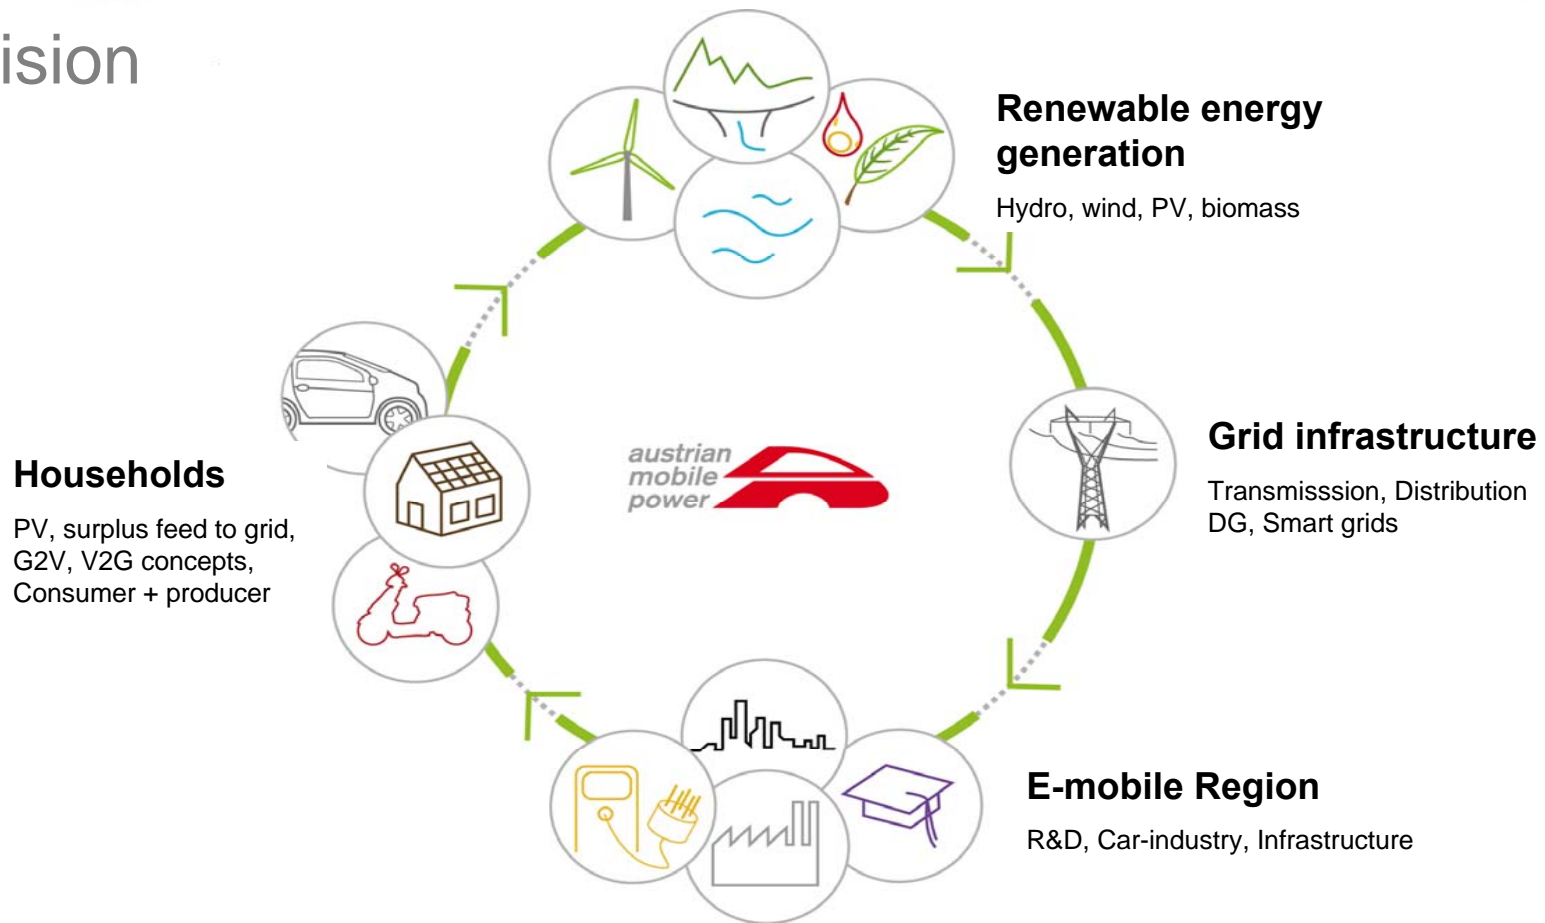 ision
Renewable energy
generation
Hydro, wind, PV, biomass
Grid infrastructure
Transmisssion, Distribution
DG, Smart grids
austrian
mobile
power
Households
PV, surplus feed to grid,
G2V, V2G concepts,
Consumer + producer
E-mobile Region
R&D, Car-industry, Infrastructure